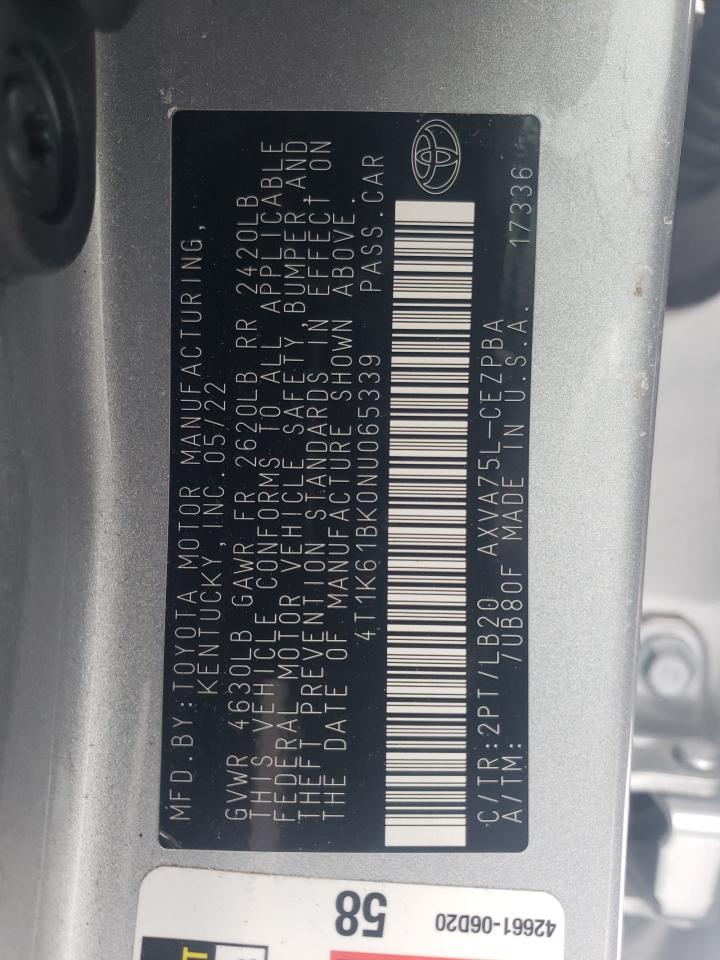 MFD.BY:TOYOTA MOTOR MANUFACTURING,
KENTUCKY, INC.05/22
GVWR 4630LB GAWR FR 2620LB RR 2420LB
THIS VEHICLE CONFORMS TO ALL APPLICABLE
FEDERAL MOTOR VEHICLE SAFETY,BUMPER,AND
THEFT PREVENTION STANDARDS IN EFFECT ON
THE DATE OF MANUFACTURE SHOWN ABOVE.
4T1K61BK0NU065339 PASS.CAR
C/TR:2PT/LB20 AXVA75L-CEZPBA
A/TM: /UB80F MADE IN U.S.A. 17336
58
42661-06D20